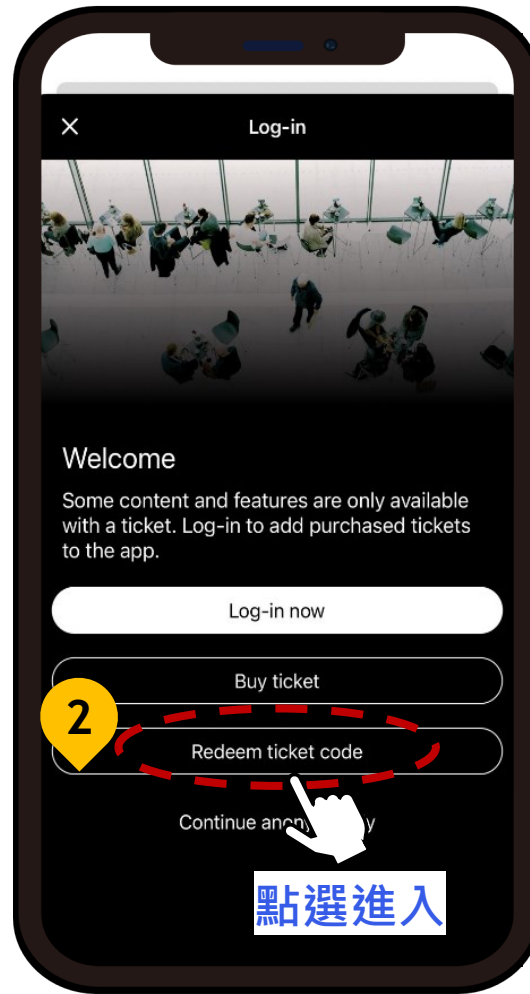 Log-in
Welcome
Some content and features are only available
with a ticket. Log-in to add purchased tickets
to the app.
Log-in now
Buy ticket
2
Redeem ticket code
Continue
點選進入